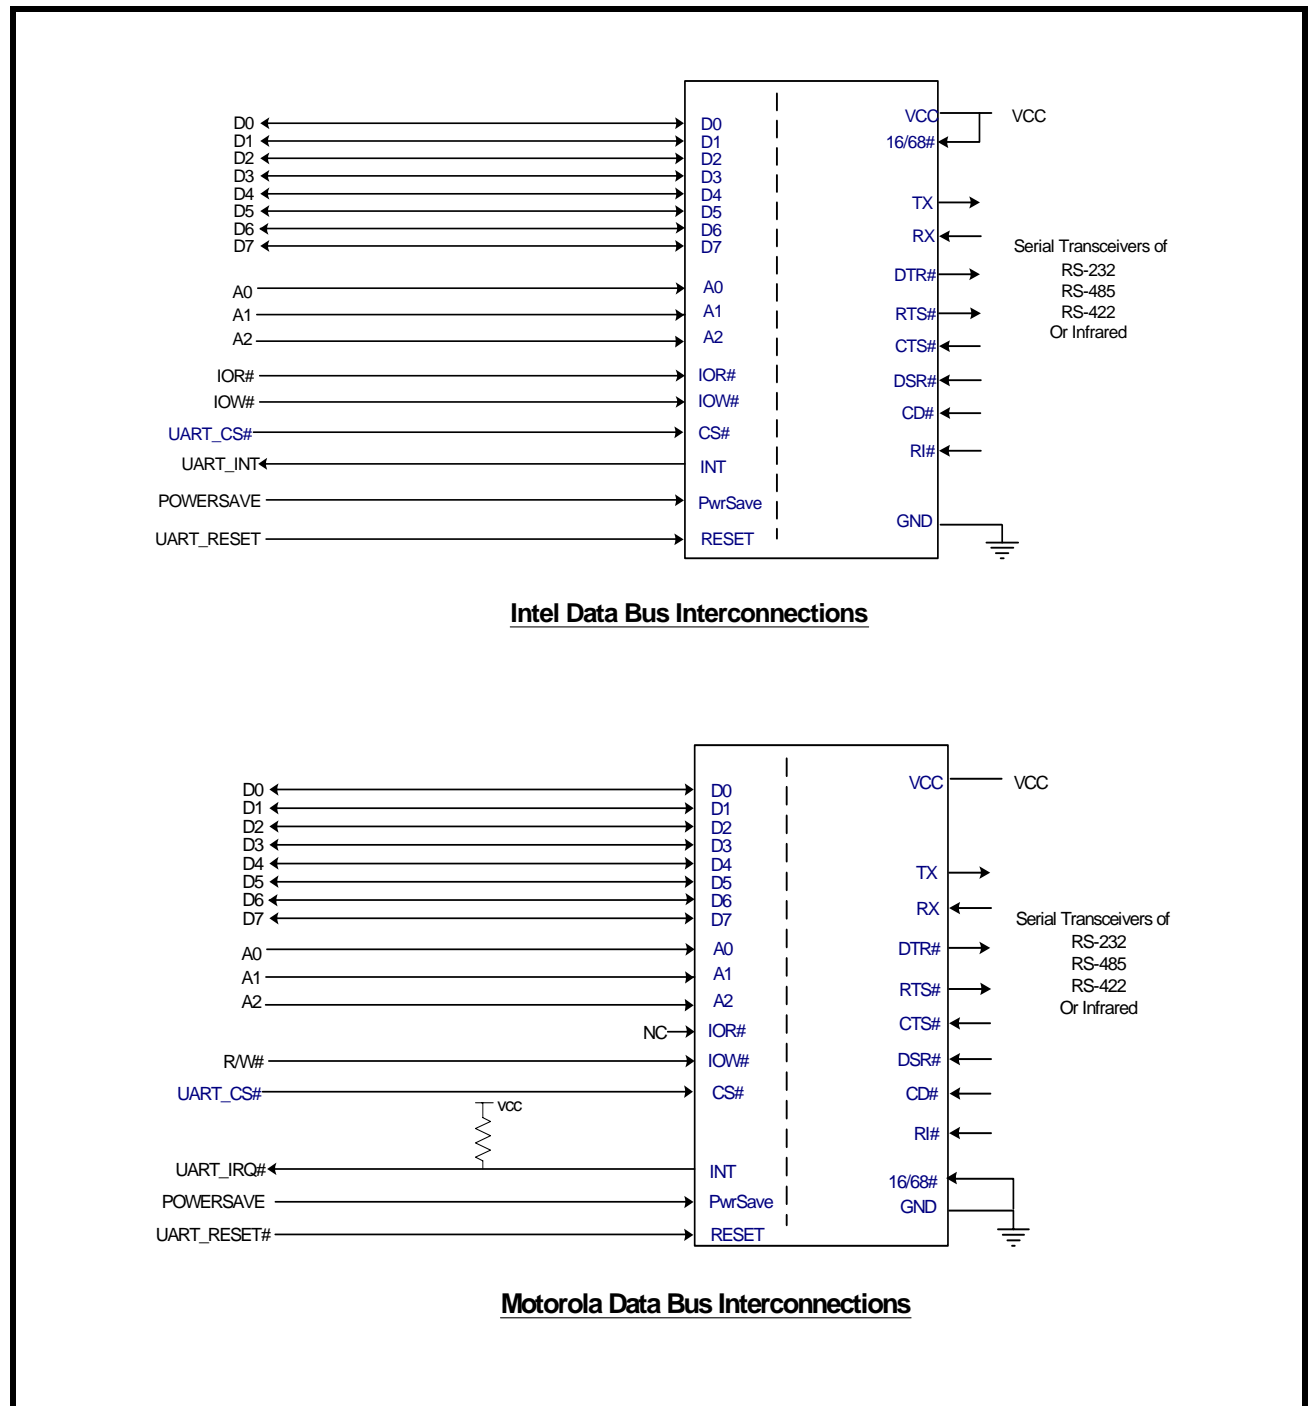 D0 D0 VCC VCC
D1 D1 16/68#
D2 D2
D3 D3
D4 D4
D5 D5 TX
D6 D6
D7 D7 RX
Serial Transceivers of
RS-232
RS-485
RS-422
Or Infrared
A0 A0 DTR#
A1 A1 RTS#
A2 A2 CTS#
IOR# IOR# DSR#
IOW# IOW# CD#
UART_CS# CS#
UART_INT INT RI#
POWERSAVE PwrSave
GND
UART_RESET RESET
Intel Data Bus Interconnections
D0 D0 VCC VCC
D1 D1
D2 D2
D3 D3
D4 D4 TX
D5 D5
D6 D6 RX
D7 D7
Serial Transceivers of
RS-232
RS-485
RS-422
Or Infrared
A0 A0 DTR#
A1 A1 RTS#
A2 A2
NC IOR# CTS#
R/W# IOW# DSR#
UART_CS# CS# CD#
VCC
RI#
UART_IRQ# INT
16/68#
POWERSAVE PwrSave GND
UART_RESET# RESET
Motorola Data Bus Interconnections